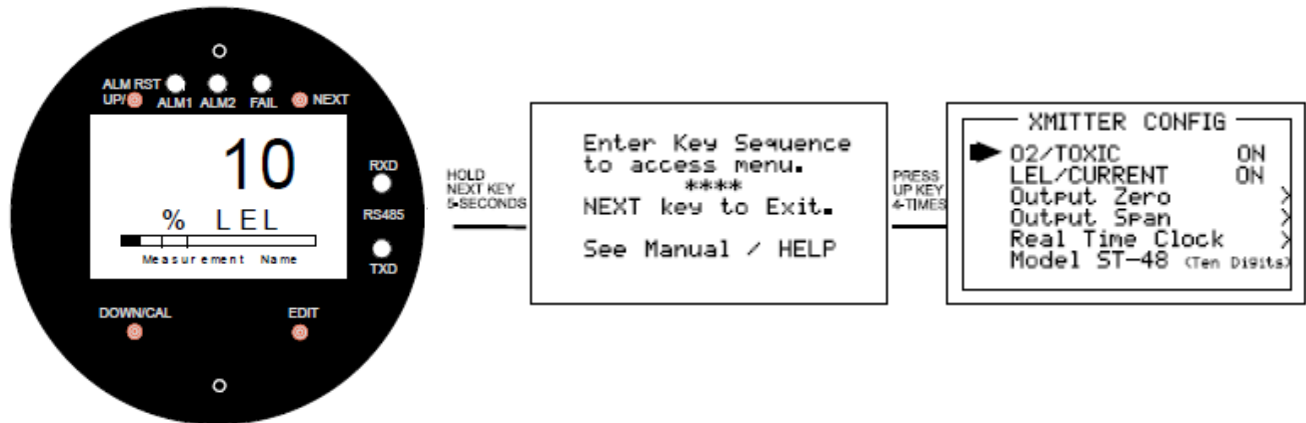 ALM RST
UP/
ALM1 ALM2 FAIL
NEXT
10
% LEL
Measurement Name
RXD
RS485
TXD
DOWN/CAL
EDIT
HOLD
NEXT KEY
5-SECONDS
Enter Key Sequence
to access menu.
****
NEXT key to Exit.
See Manual / HELP
PRESS
UP KEY
4-TIMES
XMITTER CONFIG
O2/TOXIC ON
LEL/CURRENT ON
Output Zero >
Output Span >
Real Time Clock >
Model ST-48 (Ten Digits)